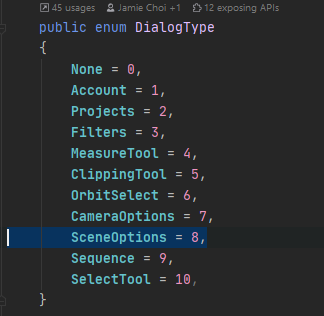 45 usages Jamie Choi +1 12 exposing APIs
public enum DialogType
{
None = 0,
Account = 1,
Projects = 2,
Filters = 3,
MeasureTool = 4,
ClippingTool = 5,
OrbitSelect = 6,
CameraOptions = 7,
SceneOptions = 8,
Sequence = 9,
SelectTool = 10,
}